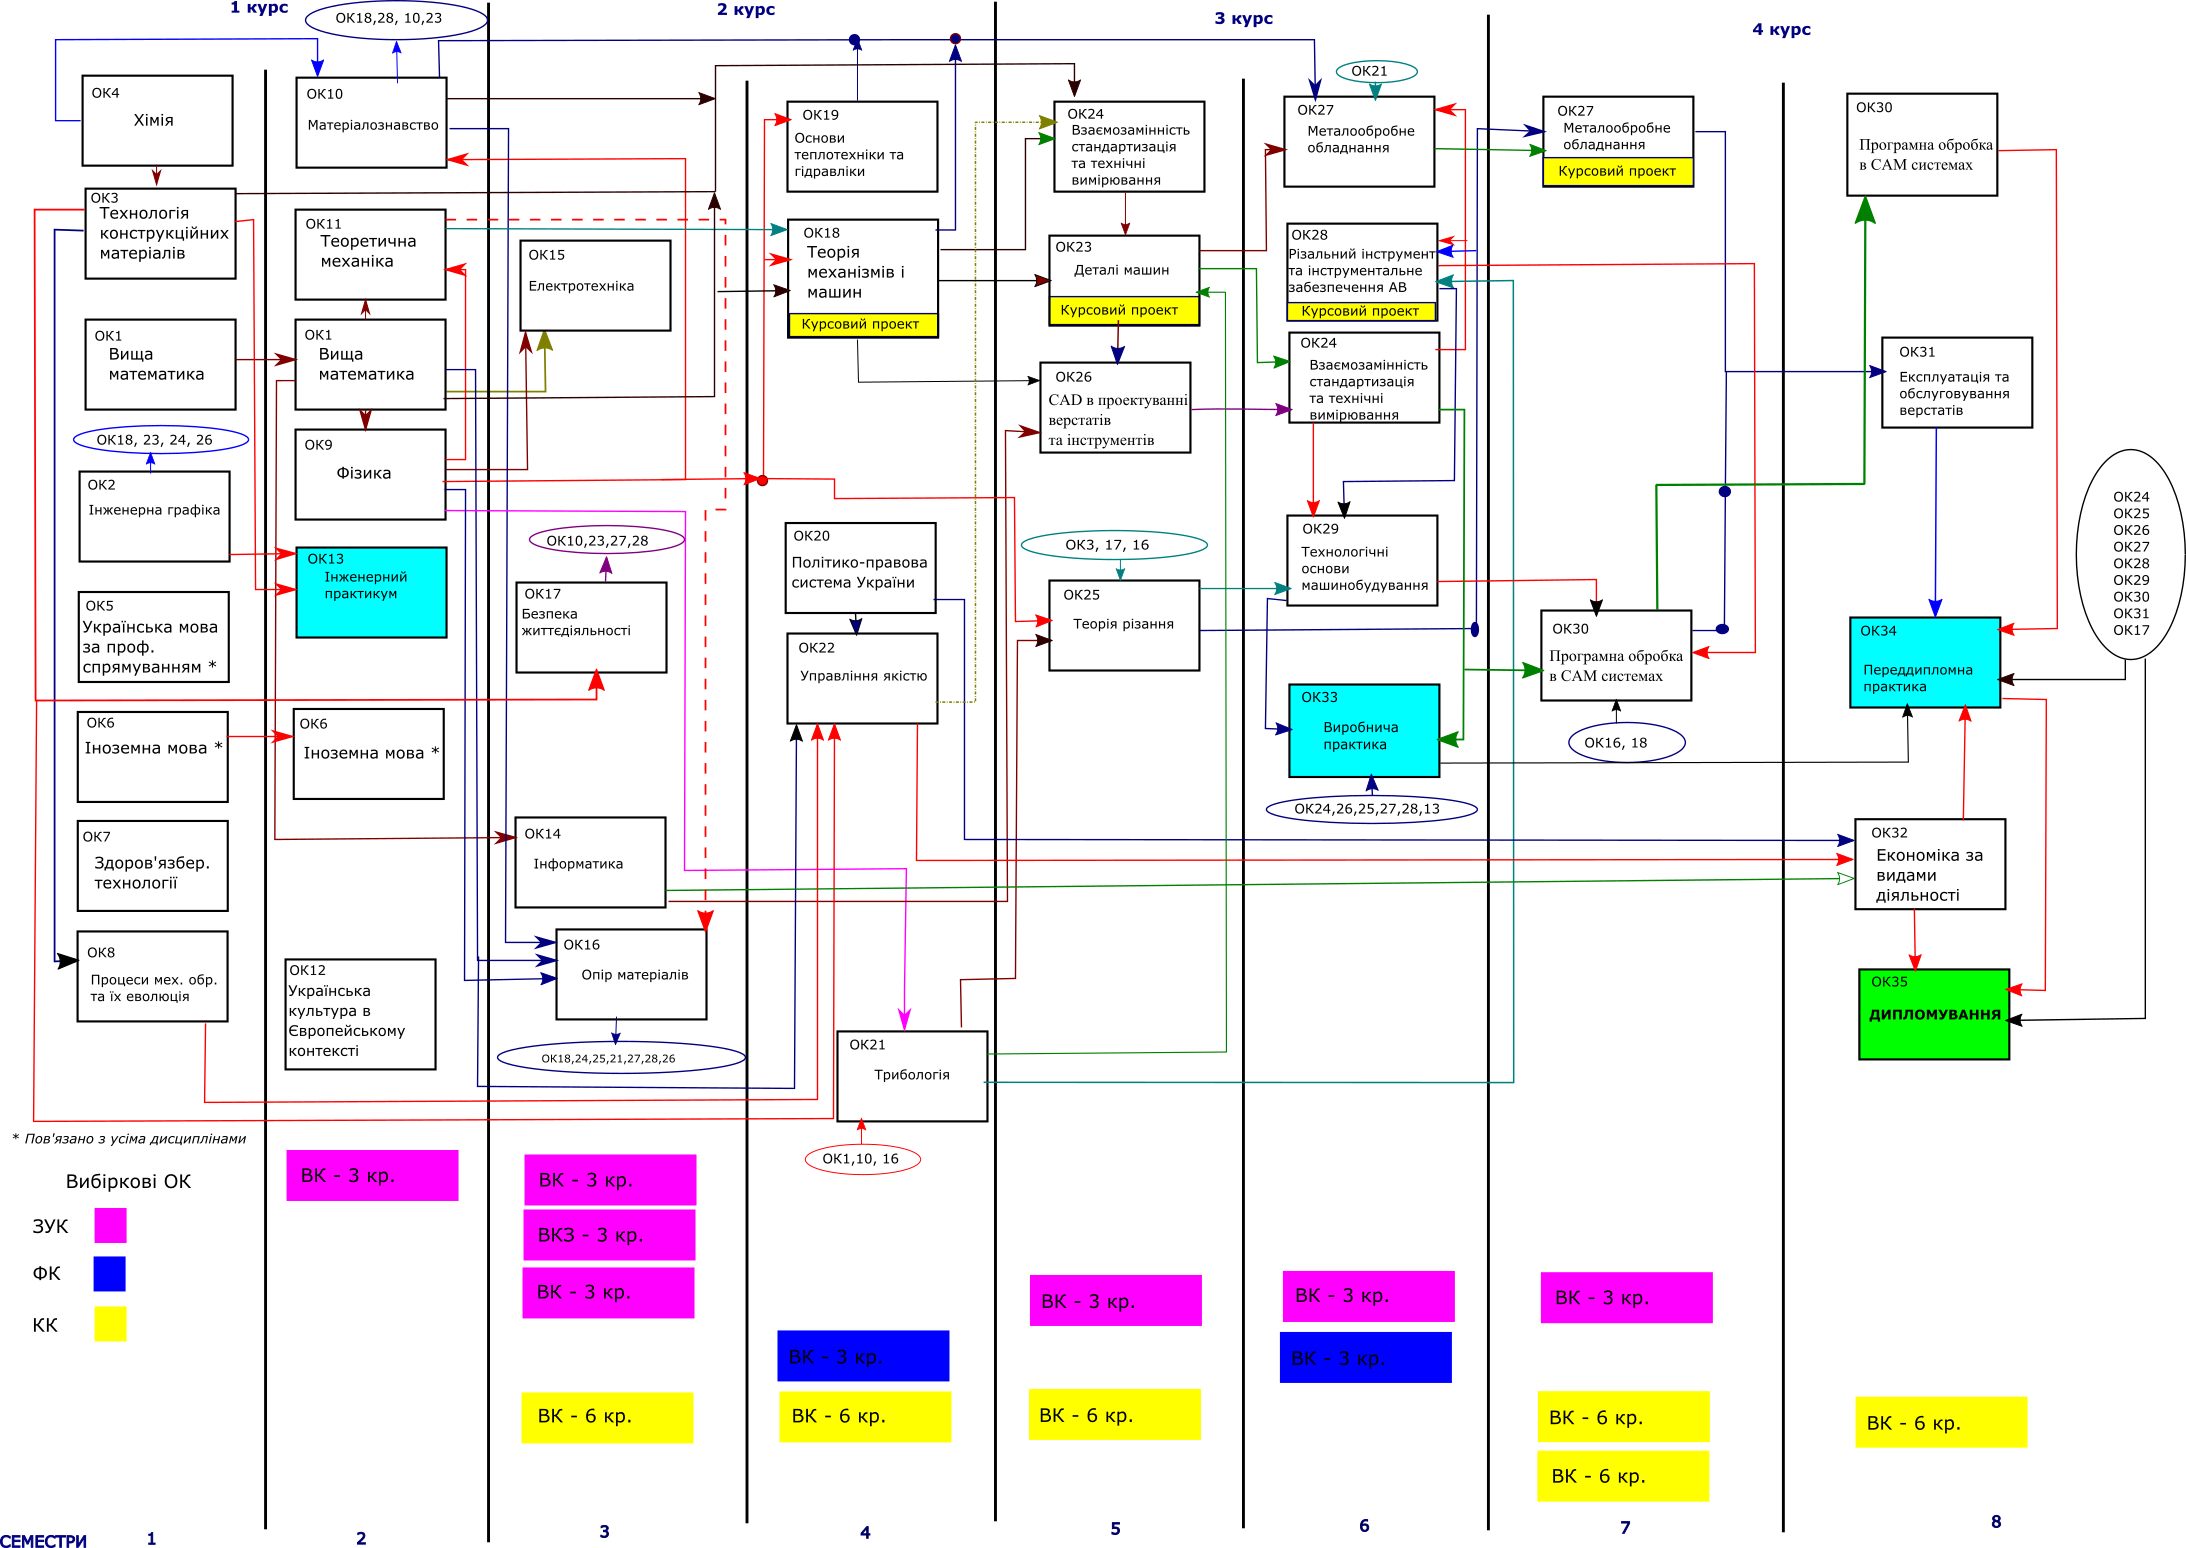 1 курс
2 курс
3 курс
4 курс
ОК4
Хімія
ОК3
Технологія
конструкційних
матеріалів
ОК1
Вища
математика
ОК18, 23, 24, 26
ОК2
Інженерна графіка
ОК5
Українська мова
за проф.
спрямуванням *
ОК6
Іноземна мова *
ОК7
Здоров'язбер.
технології
ОК8
Процеси мех. обр.
та їх еволюція
* Пов'язано з усіма дисциплінами
Вибіркові ОК
ЗУК
ФК
КК
ОК18,28, 10,23
ОК10
Матеріалознавство
ОК11
Теоретична
механіка
ОК1
Вища
математика
ОК9
Фізика
ОК13
Інженерний
практикум
ОК6
Іноземна мова *
ОК12
Українська
культура в
Європейському
контексті
ВК - 3 кр.
ОК15
Електротехніка
ОК10,23,27,28
ОК17
Безпека
життєдіяльності
ОК14
Інформатика
ОК16
Опір матеріалів
ОК18,24,25,21,27,28,26
ВК - 3 кр.
ВКЗ - 3 кр.
ВК - 3 кр.
ВК - 6 кр.
ОК19
Основи
теплотехніки та
гідравліки
ОК18
Теорія
механізмів і
машин
Курсовий проект
ОК20
Політико-правова
система України
ОК22
Управління якістю
ОК21
Трибологія
ОК1,10, 16
ВК - 3 кр.
ВК - 6 кр.
ОК24
Взаємозамінність
стандартизація
та технічні
вимірювання
ОК23
Деталі машин
Курсовий проект
ОК26
CAD в проектуванні
верстатів
та інструментів
ОК3, 17, 16
ОК25
Теорія різання
ВК - 3 кр.
ВК - 6 кр.
ОК21
ОК27
Металообробне
обладнання
ОК28
Різальний інструмент
та інструментальне
забезпечення АВ
Курсовий проект
ОК24
Взаємозамінність
стандартизація
та технічні
вимірювання
ОК29
Технологічні
основи
машинобудування
ОК33
Виробнича
практика
ОК24,26,25,27,28,13
ВК - 3 кр.
ВК - 3 кр.
ОК27
Металообробне
обладнання
Курсовий проект
ОК30
Програмна обробка
в САМ системах
ОК16, 18
ВК - 3 кр.
ВК - 6 кр.
ВК - 6 кр.
ОК30
Програмна обробка
в САМ системах
ОК31
Експлуатація та
обслуговування
верстатів
ОК34
Переддипломна
практика
ОК32
Економіка за
видами
діяльності
ОК35
ДИПЛОМУВАННЯ
ОК24
ОК25
ОК26
ОК27
ОК28
ОК29
ОК30
ОК31
ОК17
ВК - 6 кр.
СЕМЕСТРИ
1
2
3
4
5
6
7
8